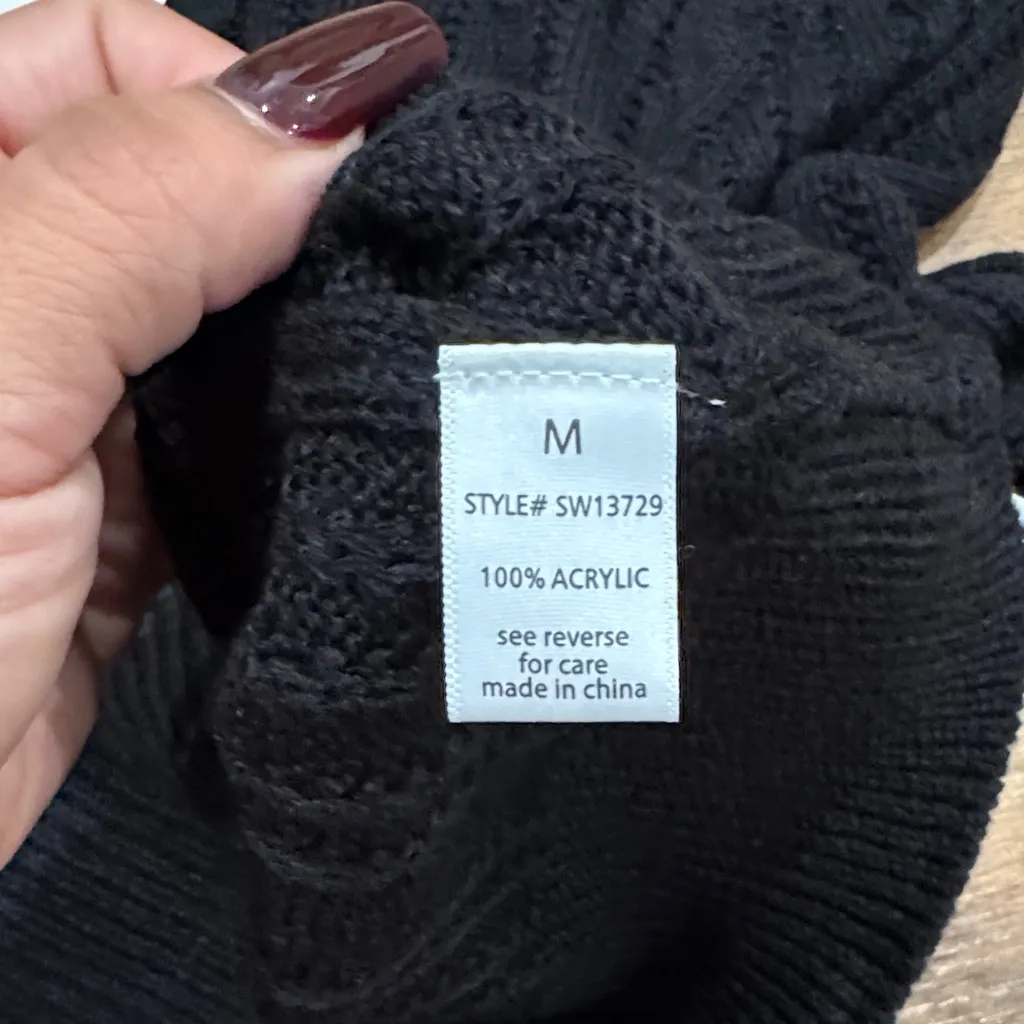 M
STYLE# SW13729
100% ACRYLIC
see reverse
for care
made in china